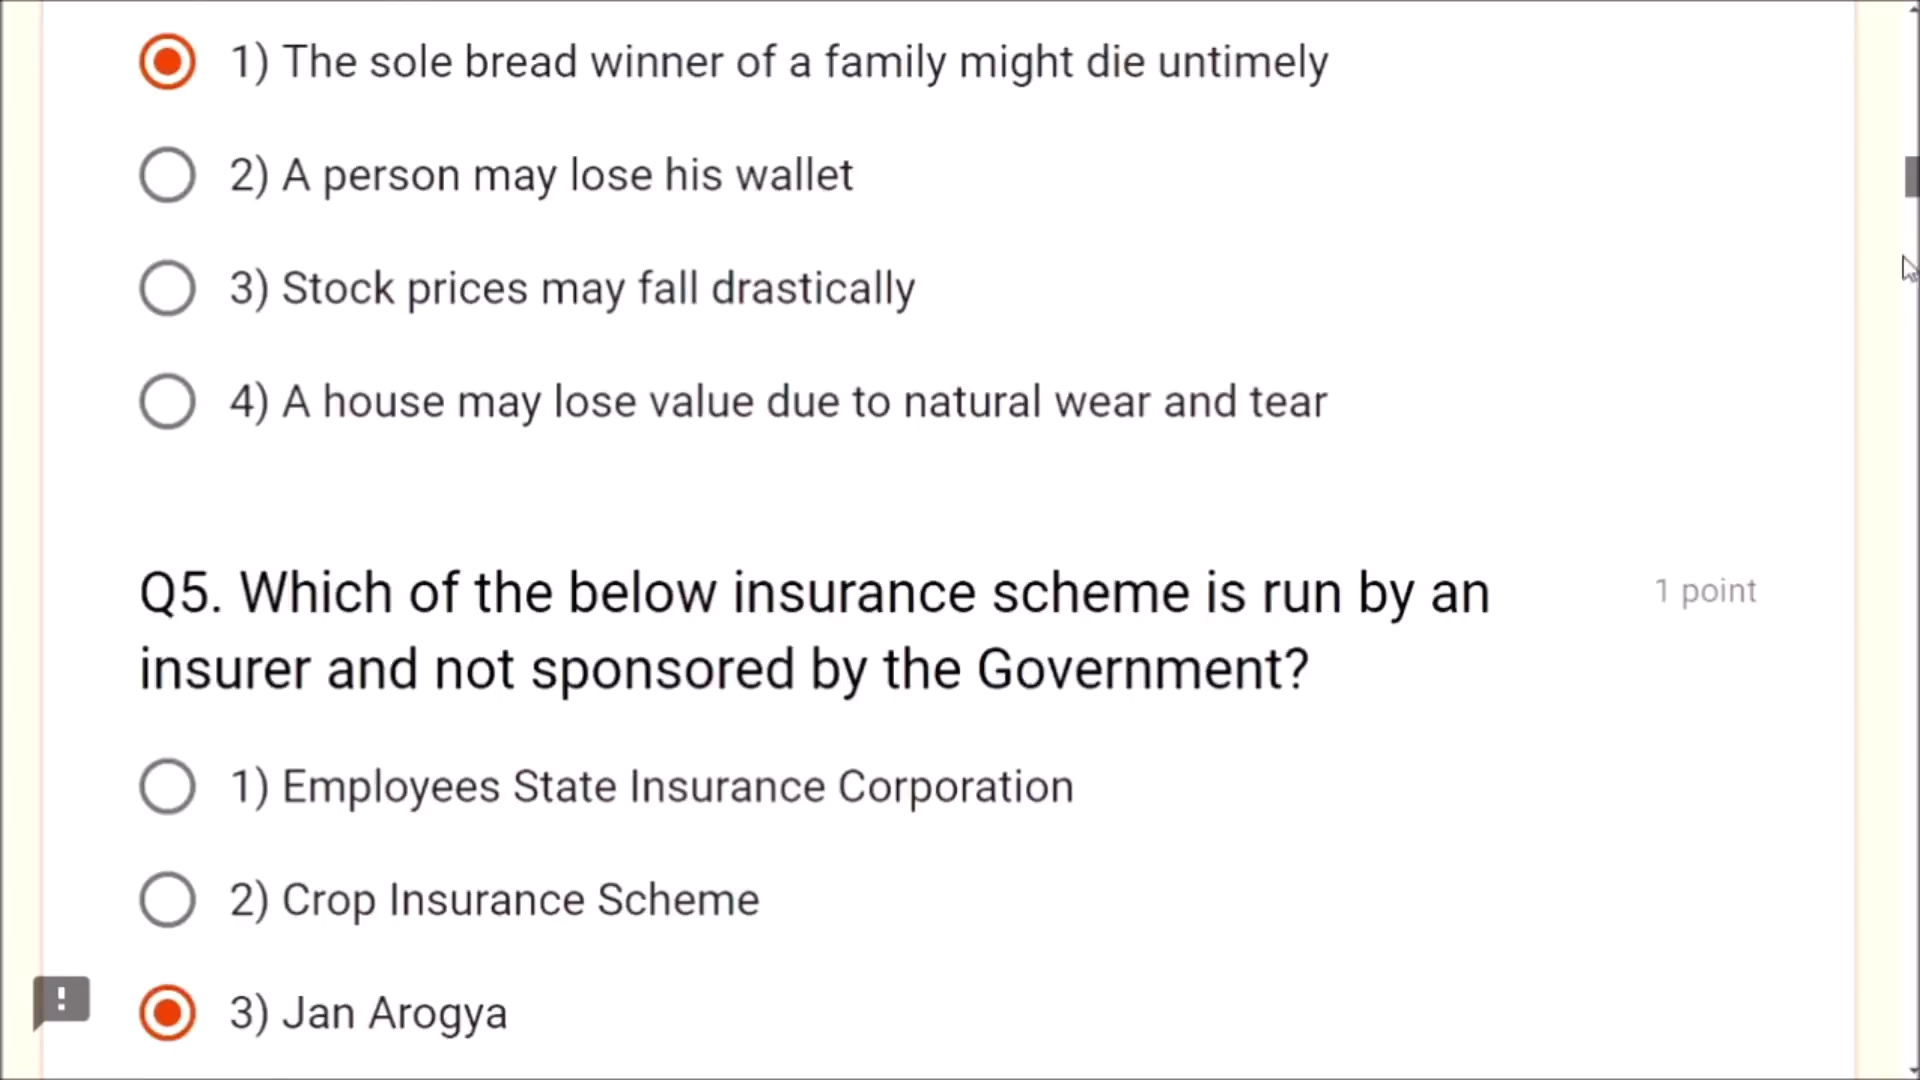 1) The sole bread winner of a family might die untimely
2) A person may lose his wallet
3) Stock prices may fall drastically
4) A house may lose value due to natural wear and tear
Q5. Which of the below insurance scheme is run by an
1 point
insurer and not sponsored by the Government?
1) Employees State Insurance Corporation
2) Crop Insurance Scheme
!
3) Jan Arogya